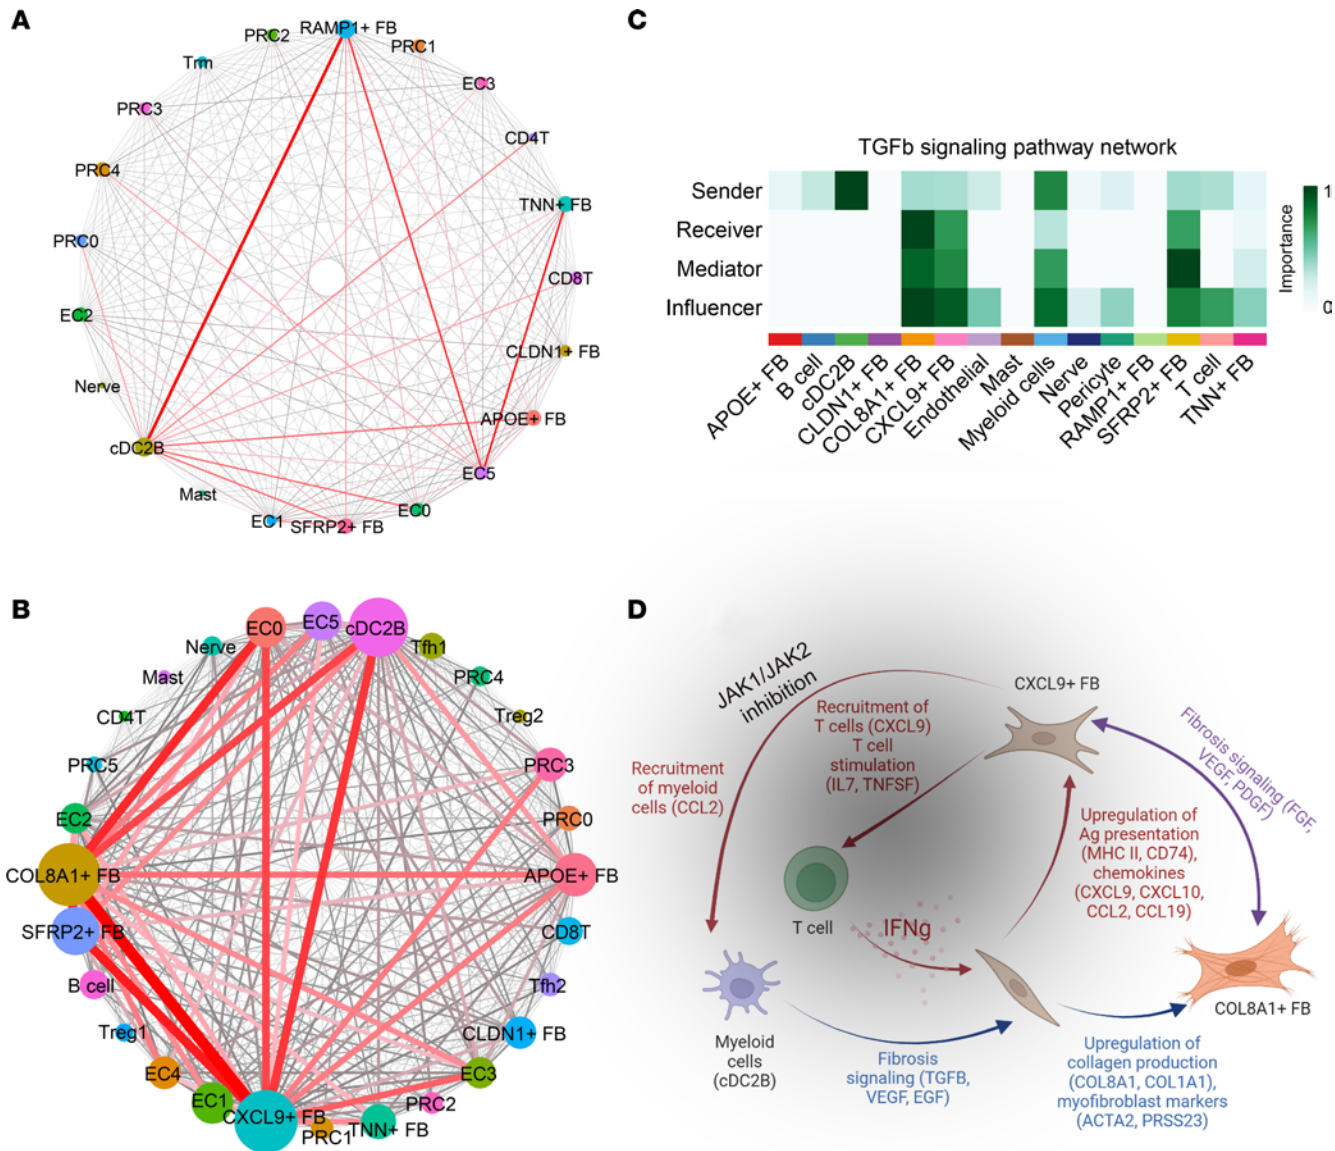 A
RAMP1+ FB
PRC2
PRC1
Trm
EC3
PRC3
CD4T
PRC4
TNN+ FB
PRC0
CD8T
EC2
CLDN1+ FB
Nerve
APOE+ FB
cDC2B
EC5
Mast
EC0
EC1
SFRP2+ FB
B
EC0
EC5
cDC2B
Nerve
Tfh1
Mast
PRC4
CD4T
Treg2
PRC5
PRC3
EC2
PRC0
COL8A1+ FB
APOE+ FB
SFRP2+ FB
CD8T
B cell
Tfh2
Treg1
CLDN1+ FB
EC4
EC3
EC1
PRC2
CXCL9+ FB
PRC1
TNN+ FB
C
TGFb signaling pathway network
Sender
Receiver
Mediator
Influencer
1
Importance
0
APOE+ FB
B cell
cDC2B
CLDN1+ FB
COL8A1+ FB
CXCL9+ FB
Endothelial
Mast
Myeloid cells
Nerve
Pericyte
RAMP1+ FB
SFRP2+ FB
T cell
TNN+ FB
D
JAK1/JAK2
inhibition
CXCL9+ FB
Recruitment of
T cells (CXCL9)
T cell
stimulation
(IL7, TNFSF)
Recruitment
of myeloid
cells (CCL2)
Fibrosis signaling (FGF,
VEGF, PDGF)
Upregulation of
Ag presentation
(MHC II, CD74),
chemokines
(CXCL9, CXCL10,
CCL2, CCL19)
T cell
IFNg
COL8A1+ FB
Myeloid
cells
(cDC2B)
Fibrosis
signaling (TGFB,
VEGF, EGF)
Upregulation of
collagen production
(COL8A1, COL1A1),
myofibroblast markers
(ACTA2, PRSS23)